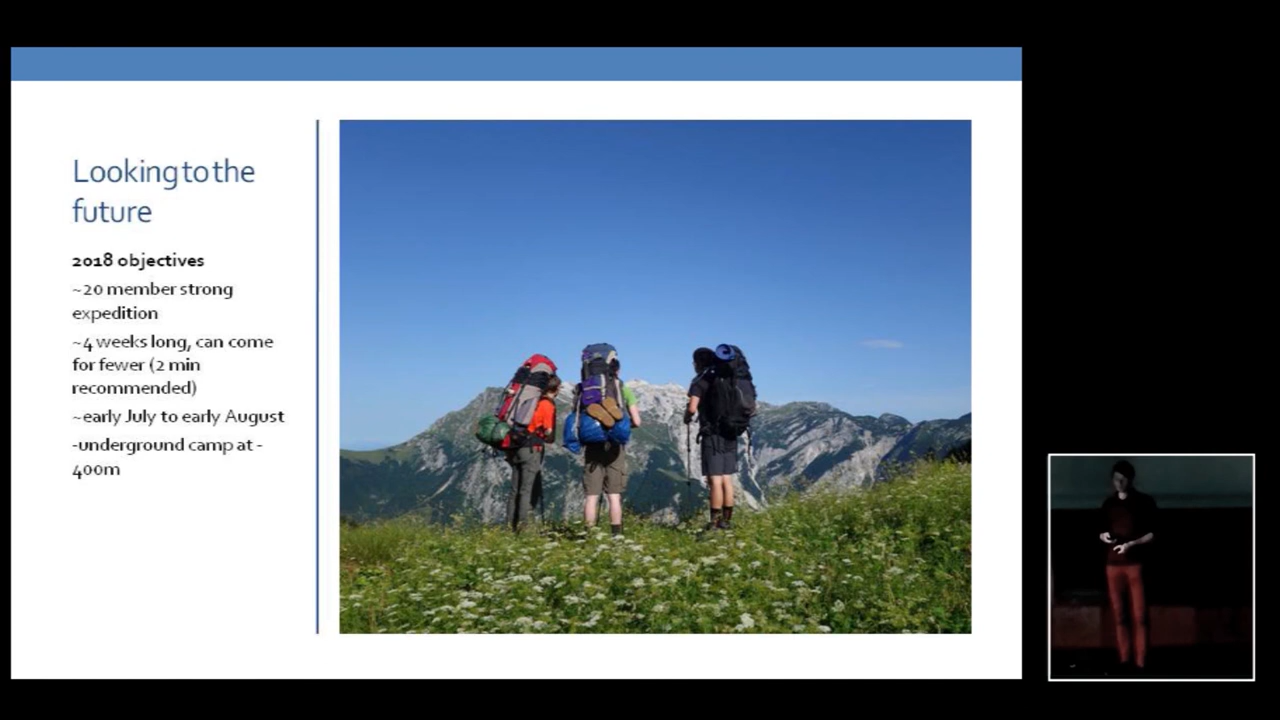 Looking to the
future
2018 objectives
~20 member strong
expedition
~4 weeks long, can come
for fewer (2 min
recommended)
~early July to early August
-underground camp at -
400m